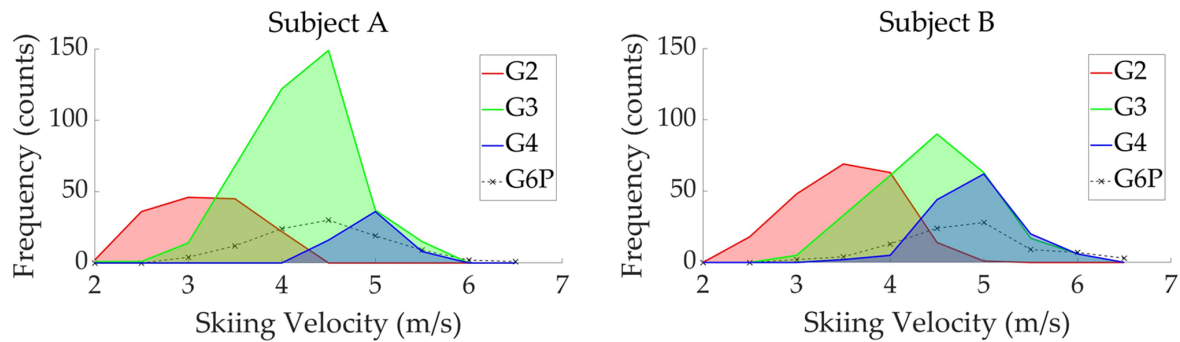 Subject A
Frequency (counts)
150
100
50
0
2 3 4 5 6 7
Skiing Velocity (m/s)
G2
G3
G4
G6P
Subject B
Frequency (counts)
150
100
50
0
2 3 4 5 6 7
Skiing Velocity (m/s)
G2
G3
G4
G6P